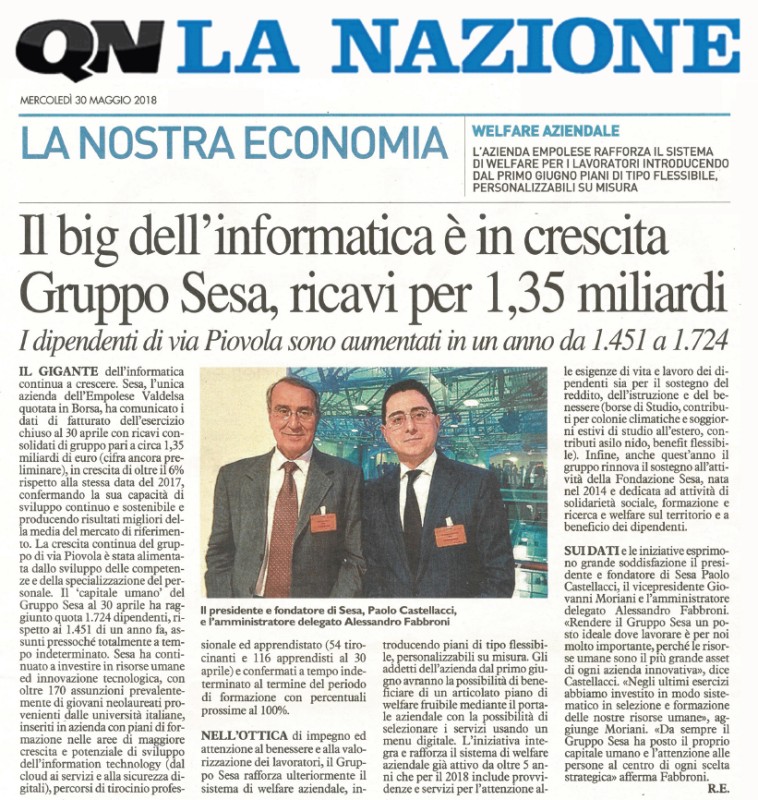 QN LA NAZIONE
MERCOLEDÌ 30 MAGGIO 2018
LA NOSTRA ECONOMIA
WELFARE AZIENDALE
L'AZIENDA EMPOLESE RAFFORZA IL SISTEMA
DI WELFARE PER I LAVORATORI INTRODUCENDO
DAL PRIMO GIUGNO PIANI DI TIPO FLESSIBILE,
PERSONALIZZABILI SU MISURA
Il big dell'informatica è in crescita
Gruppo Sesa, ricavi per 1,35 miliardi
I dipendenti di via Piovola sono aumentati in un anno da 1.451 a 1.724
IL GIGANTE dell'informatica
continua a crescere. Sesa, l'unica
azienda dell'Empolese Valdelsa
quotata in Borsa, ha comunicato i
dati di fatturato dell'esercizio
chiuso al 30 aprile con ricavi con-
solidati di gruppo pari a circa 1,35
miliardi di euro (cifra ancora pre-
liminare), in crescita di oltre il 6%
rispetto alla stessa data del 2017,
confermando la sua capacità di
sviluppo continuo e sostenibile e
producendo risultati migliori del-
la media del mercato di riferimento.
La crescita continua del grup-
po di via Piovola è stata alimenta-
ta dallo sviluppo delle competen-
ze e della specializzazione del per-
sonale. Il 'capitale umano' del
Gruppo Sesa al 30 aprile ha rag-
giunto quota 1.724 dipendenti, ri-
spetto ai 1.451 di un anno fa, as-
sunti pressoché totalmente a tem-
po indeterminato. Sesa ha con-
tinuato a investire in risorse umane
ed innovazione tecnologica, con
oltre 170 assunzioni prevalente-
mente di giovani neolaureati pro-
venienti dalle università italiane,
inseriti in azienda con piani di for-
mazione nelle aree di maggiore
crescita e potenziale di sviluppo
dell'information technology (dal
cloud ai servizi e alla sicurezza di-
gitali), percorsi di tirocinio profes-
Il presidente e fondatore di Sesa, Paolo Castellacci,
e l'amministratore delegato Alessandro Fabbroni
sionale ed apprendistato (54 tiro-
cinanti e 116 apprendisti al 30
aprile) e confermati a tempo inde-
terminato al termine del periodo
di formazione con percentuali
prossime al 100%.
NELL'OTTICA di impegno ed
attenzione al benessere e alla valo-
rizzazione dei lavoratori, il Grup-
po Sesa rafforza ulteriormente il
sistema di welfare aziendale, in-
troducendo piani di tipo flessibi-
le, personalizzabili su misura. Gli
addetti dell'azienda dal primo giu-
gno avranno la possibilità di bene-
ficiare di un articolato piano di
welfare fruibile mediante il porta-
le aziendale con la possibilità di
selezionare i servizi usando un
menu digitale. L'iniziativa integ-
ra e rafforza il sistema di welfare
aziendale già attivo da oltre 5 an-
ni che per il 2018 include provvi-
denze e servizi per l'attenzione al-
le esigenze di vita e lavoro dei di-
pendenti sia per il sostegno del
reddito, dell'istruzione e del be-
nessere (borse di Studio, contributi
per colonie climatiche e soggior-
ni estivi di studio all'estero, con-
tributi asilo nido, benefit flessibi-
le). Infine, anche quest'anno il
gruppo rinnova il sostegno all'atti-
vità della Fondazione Sesa, nata
nel 2014 e dedicata ad attività di
solidarietà sociale, formazione e
ricerca e welfare sul territorio e a
beneficio dei dipendenti.
SUI DATI e le iniziative esprimo-
no grande soddisfazione il presi-
dente e fondatore di Sesa Paolo
Castellacci, il vicepresidente Gio-
vanni Moriani e l'amministratore
delegato Alessandro Fabbroni.
«Rendere il Gruppo Sesa un po-
sto ideale dove lavorare è per noi
molto importante, perché le risor-
se umane sono il più grande asset
di ogni azienda innovativa», dice
Castellacci. «Negli ultimi esercizi
abbiamo investito in modo siste-
matico in selezione e formazione
delle nostre risorse umane», ag-
giunge Moriani. «Da sempre il
Gruppo Sesa ha posto il proprio
capitale umano e l'attenzione alle
persone al centro di ogni scelta
strategica» afferma Fabbroni.
R.E.